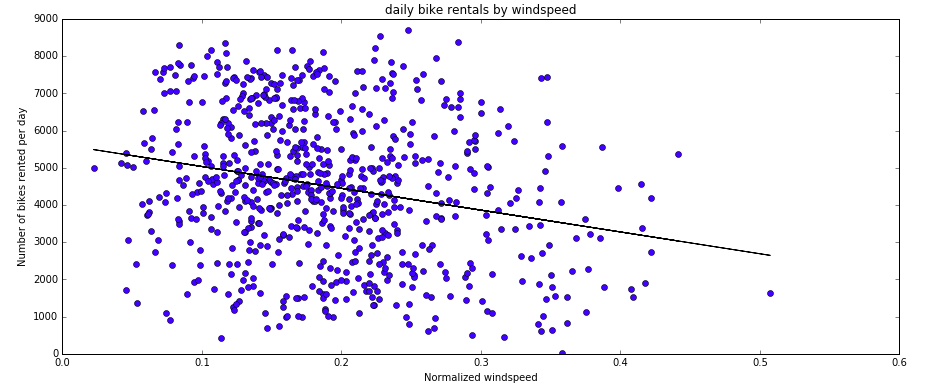 daily bike rentals by windspeed
Number of bikes rented per day
9000
8000
7000
6000
5000
4000
3000
2000
1000
0
0.0 0.1 0.2 0.3 0.4 0.5 0.6
Normalized windspeed